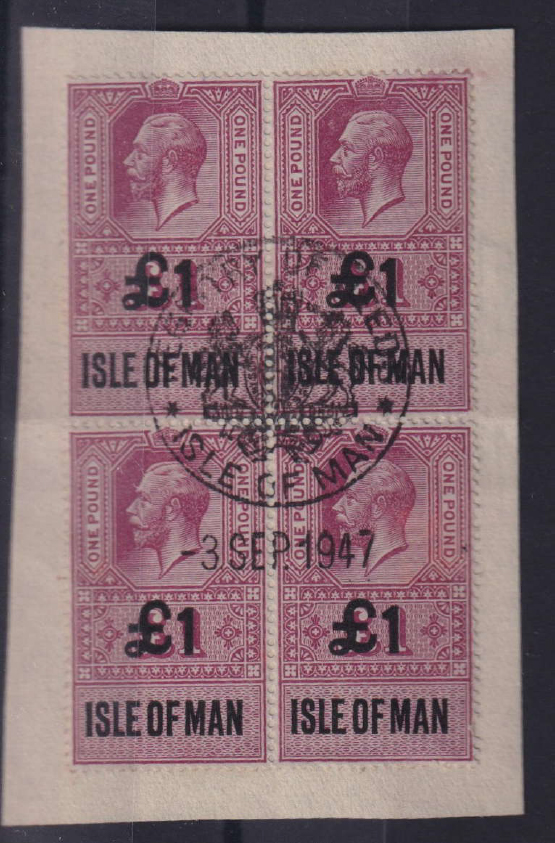 ONE POUND ONE POUND ONE POUND ONE POUND
£1 £1
ISLE OF MAN ISLE OF MAN
DEEDS
* ISLE OF MAN *
ONE POUND ONE POUND ONE POUND ONE POUND
-3 SEP. 1947
£1 £1
ISLE OF MAN ISLE OF MAN